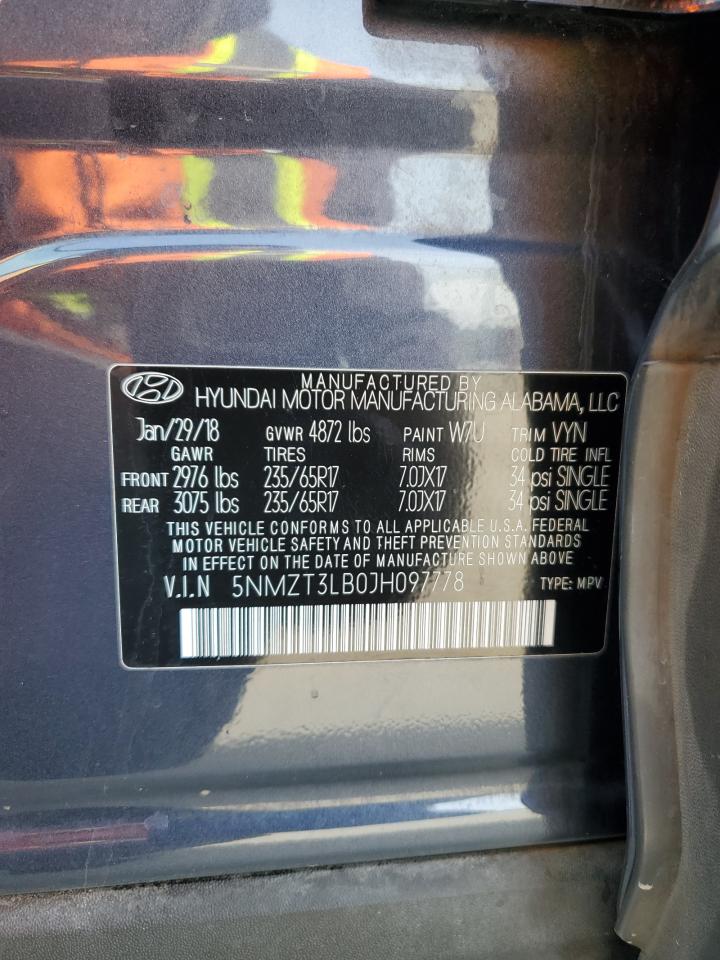 MANUFACTURED BY
HYUNDAI MOTOR MANUFACTURING ALABAMA, LLC
Jan/29/18 GVWR 4872 lbs PAINT W7U TRIM VYN
GAWR TIRES RIMS COLD TIRE INFL
FRONT 2976 lbs 235/65R17 7.0JX17 34 psi SINGLE
REAR 3075 lbs 235/65R17 7.0JX17 34 psi SINGLE
THIS VEHICLE CONFORMS TO ALL APPLICABLE U.S.A. FEDERAL
MOTOR VEHICLE SAFETY AND THEFT PREVENTION STANDARDS
IN EFFECT ON THE DATE OF MANUFACTURE SHOWN ABOVE
V.I.N 5NMZT3LB0JH097778 TYPE: MPV